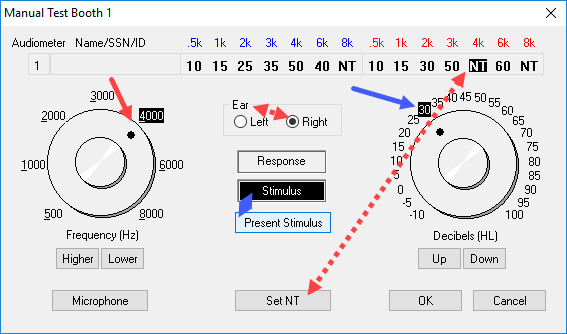 Manual Test Booth 1
Audiometer Name/SSN/ID .5k 1k 2k 3k 4k 6k 8k .5k 1k 2k 3k 4k 6k 8k
1 10 15 25 35 50 40 NT 10 15 30 50 NT 60 NT
Ear
Left Right
Response
Stimulus
Present Stimulus
3000
2000 4000
1000 6000
500 8000
Frequency (Hz)
Higher Lower
40 45 50
35 55
30 60
25 65
20 70
15 75
10 80
5 85
0 90
-5 95
-10 100
Decibels (HL)
Up Down
Microphone Set NT OK Cancel